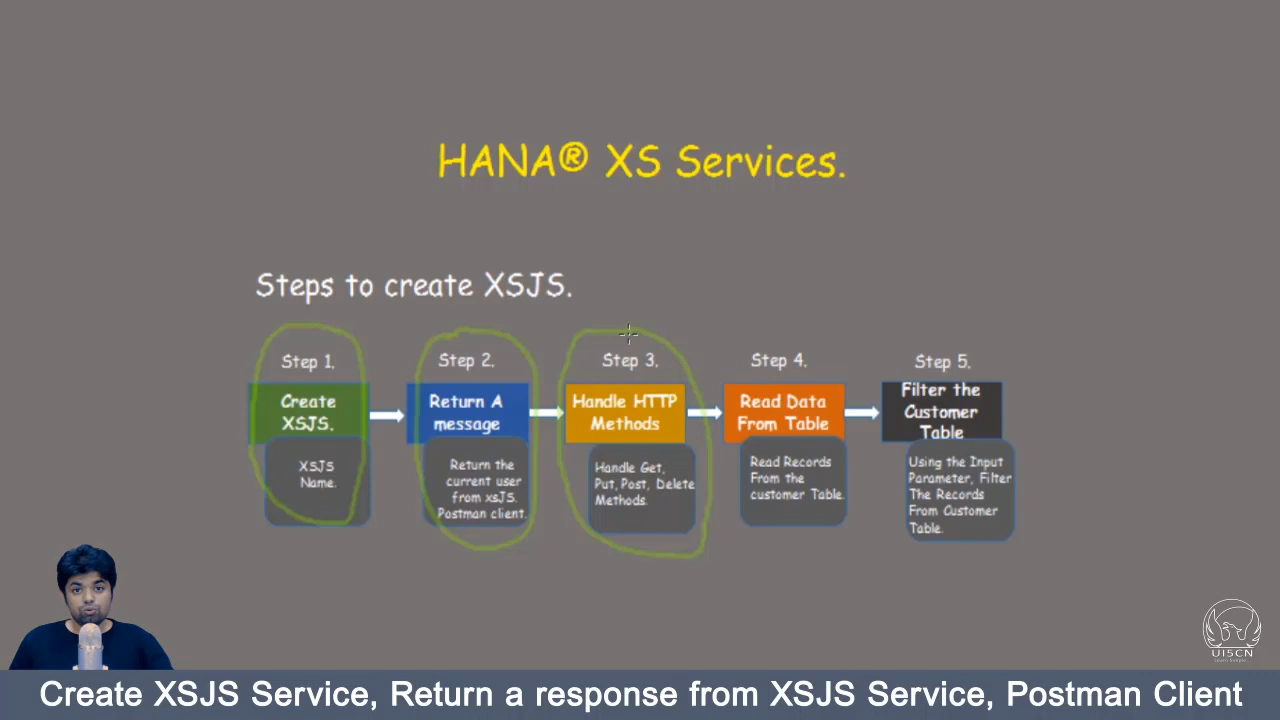 HANA® XS Services.
Steps to create XSJS.
Step 1.
Create
XSJS.
XSJS
Name.
Step 2.
Return A
message
Return the
current user
from xsJS.
Postman client.
Step 3.
Handle HTTP
Methods
Handle Get,
Put, Post, Delete
Methods.
Step 4.
Read Data
From Table
Read Records
From the
customer Table.
Step 5.
Filter the
Customer
Table
Using the Input
Parameter, Filter
The Records
From Customer
Table.
UI5CN
Learn Simple
Create XSJS Service, Return a response from XSJS Service, Postman Client